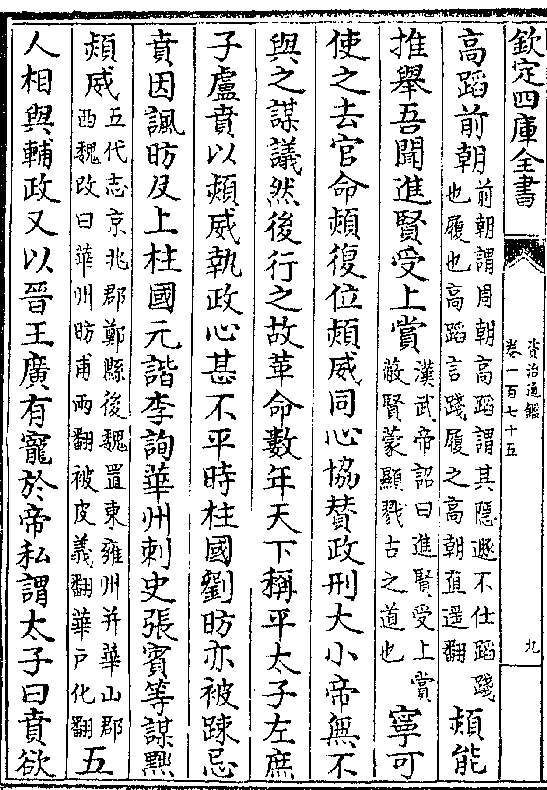 欽定四庫全書
資治通鑑
卷一百七十五
九
高蹈前朝前朝謂周朝高蹈謂其隱遯不仕蹈踐也履也高蹈言踐履之高朝直遥翻熲能
推舉吾聞進賢受上賞漢武帝詔曰進賢受上賞蔽賢蒙顯戮古之道也寧可
使之去官命熲復位熲威同心協賛政刑大小帝無不
與之謀議然後行之故革命數年天下稱平太子左庶
子盧賁以熲威執政心甚不平時柱國劉昉亦被疎忌
賁因諷昉及上柱國元諧李詢華州刺史張賓等謀黜
熲威五代志京兆郡鄭縣後魏置東雍州并華山郡西魏改曰華州昉甫兩翻被皮義翻華戶化翻五
人相與輔政又以晉王廣有寵於帝私謂太子曰賁欲